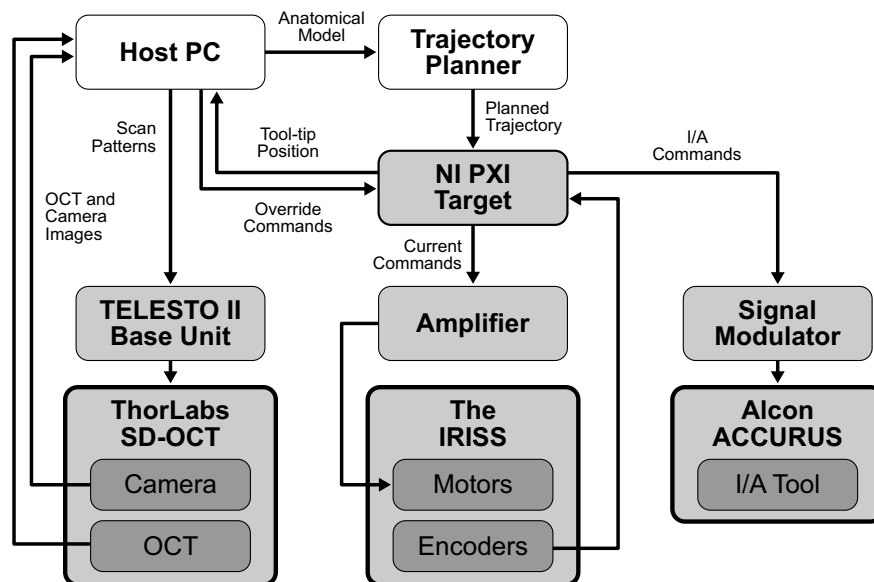 Anatomical
Model
Host PC
Trajectory
Planner
Scan
Patterns
Tool-tip
Position
Planned
Trajectory
I/A
Commands
NI PXI
Target
OCT and
Camera
Images
Override
Commands
Current
Commands
TELESTO II
Base Unit
Amplifier
Signal
Modulator
ThorLabs
SD-OCT
The
IRISS
Alcon
ACCURUS
Camera
Motors
I/A Tool
OCT
Encoders